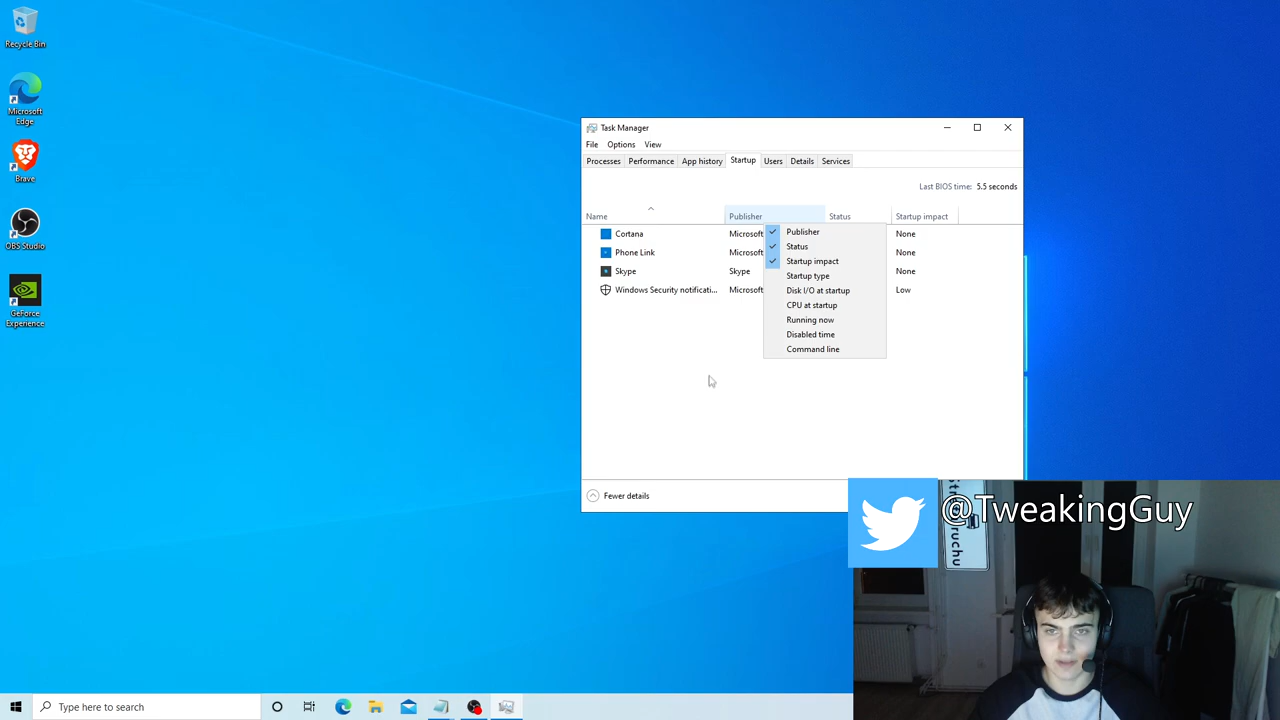 Recycle Bin
Microsoft
Edge
Brave
OBS Studio
GeForce
Experience
Task Manager
File Options View
Processes Performance App history Startup Users Details Services
Last BIOS time: 5.5 seconds
Name Publisher Status Startup impact
Cortana Microsoft None
Phone Link Microsoft None
Skype Skype None
Windows Security notificati... Microsoft Low
Publisher
Status
Startup impact
Startup type
Disk I/O at startup
CPU at startup
Running now
Disabled time
Command line
Fewer details
@TweakingGuy
Type here to search